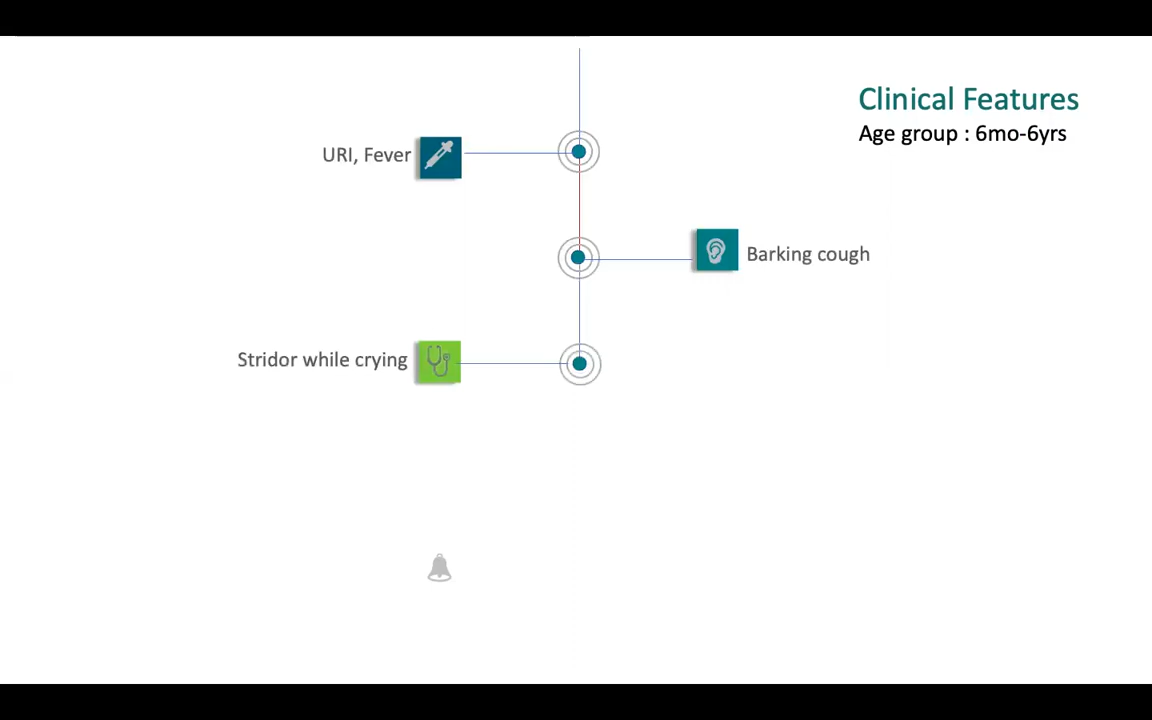 Clinical Features
Age group : 6mo-6yrs
URI, Fever
Barking cough
Stridor while crying